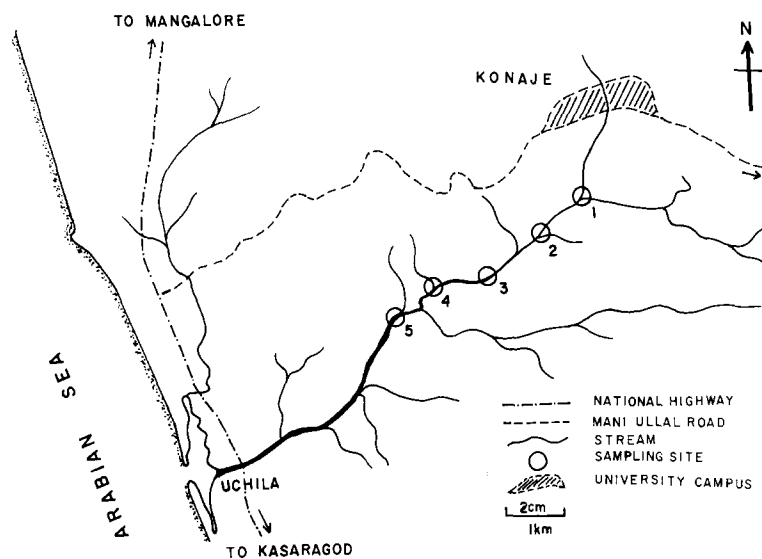 TO MANGALORE
N
KONAJE
1
2
3
4
5
ARABIAN SEA
UCHILA
TO KASARAGOD
NATIONAL HIGHWAY
MANI ULLAL ROAD
STREAM
SAMPLING SITE
UNIVERSITY CAMPUS
2cm
1km